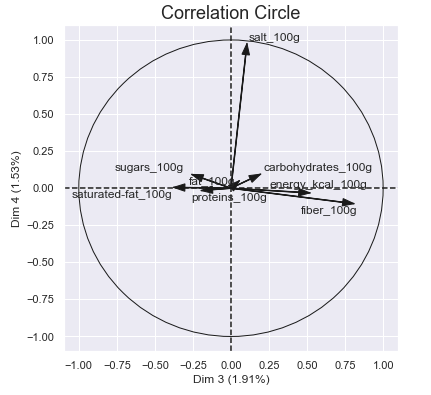 Correlation Circle
1.00
salt_100g
0.75
0.50
0.25
sugars_100g
carbohydrates_100g
fat_100g
energy_kcal_100g
0.00
saturated-fat_100g
proteins_100g
fiber_100g
−0.25
−0.50
−0.75
−1.00
Dim 4 (1.53%)
−1.00 −0.75 −0.50 −0.25 0.00 0.25 0.50 0.75 1.00
Dim 3 (1.91%)